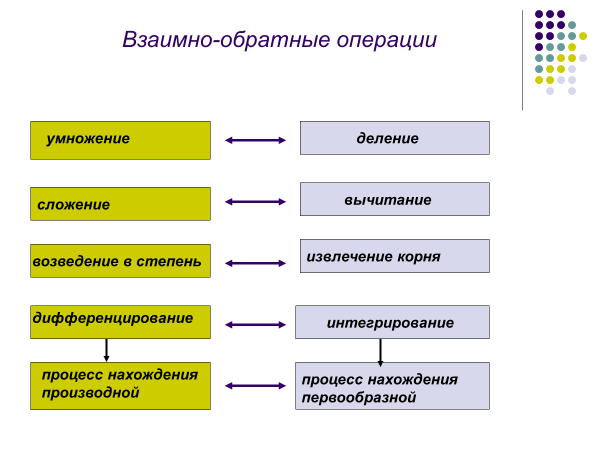 Взаимно-обратные операции
умножение
деление
сложение
вычитание
возведение в степень
извлечение корня
дифференцирование
интегрирование
процесс нахождения
производной
процесс нахождения
первообразной